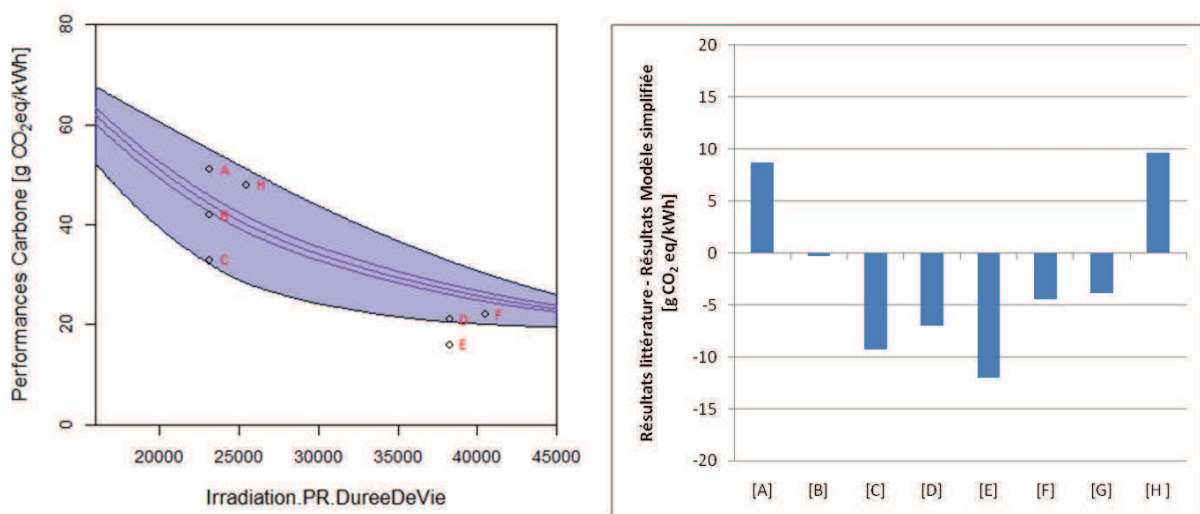 Performances Carbone [g CO₂eq/kWh]
80
60
40
20
0
A
H
B
C
D
F
E
20000 25000 30000 35000 40000 45000
Irradiation.PR.DureeDeVie
Résultats littérature - Résultats Modèle simplifiée
[g CO₂ eq/kWh]
20
15
10
5
0
-5
-10
-15
-20
[A] [B] [C] [D] [E] [F] [G] [H ]